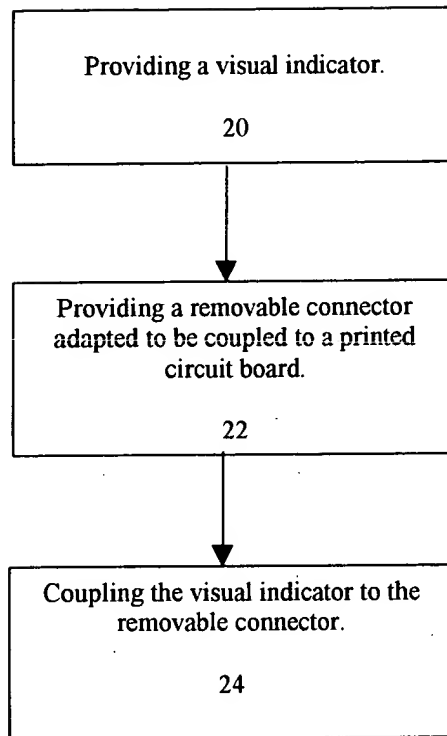 Providing a visual indicator.
20
Providing a removable connector
adapted to be coupled to a printed
circuit board.
22
Coupling the visual indicator to the
removable connector.
24